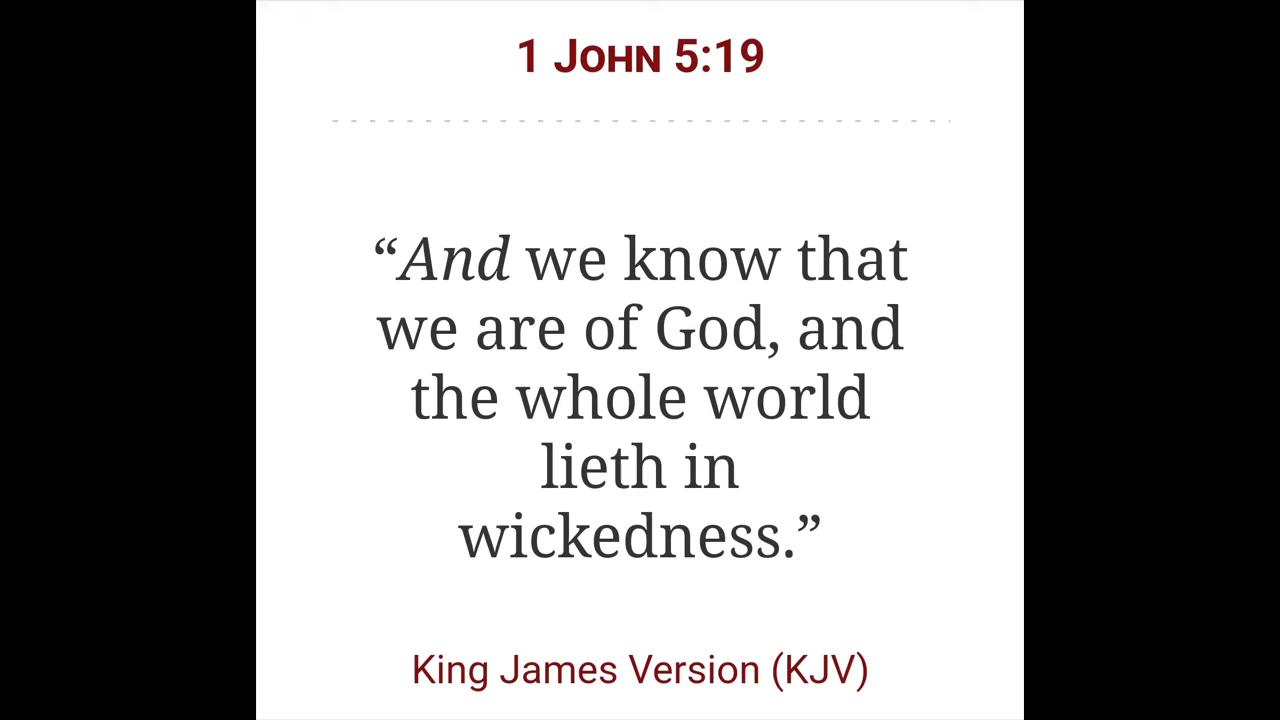 1 John 5:19
“And we know that
we are of God, and
the whole world
lieth in
wickedness.”
King James Version (KJV)